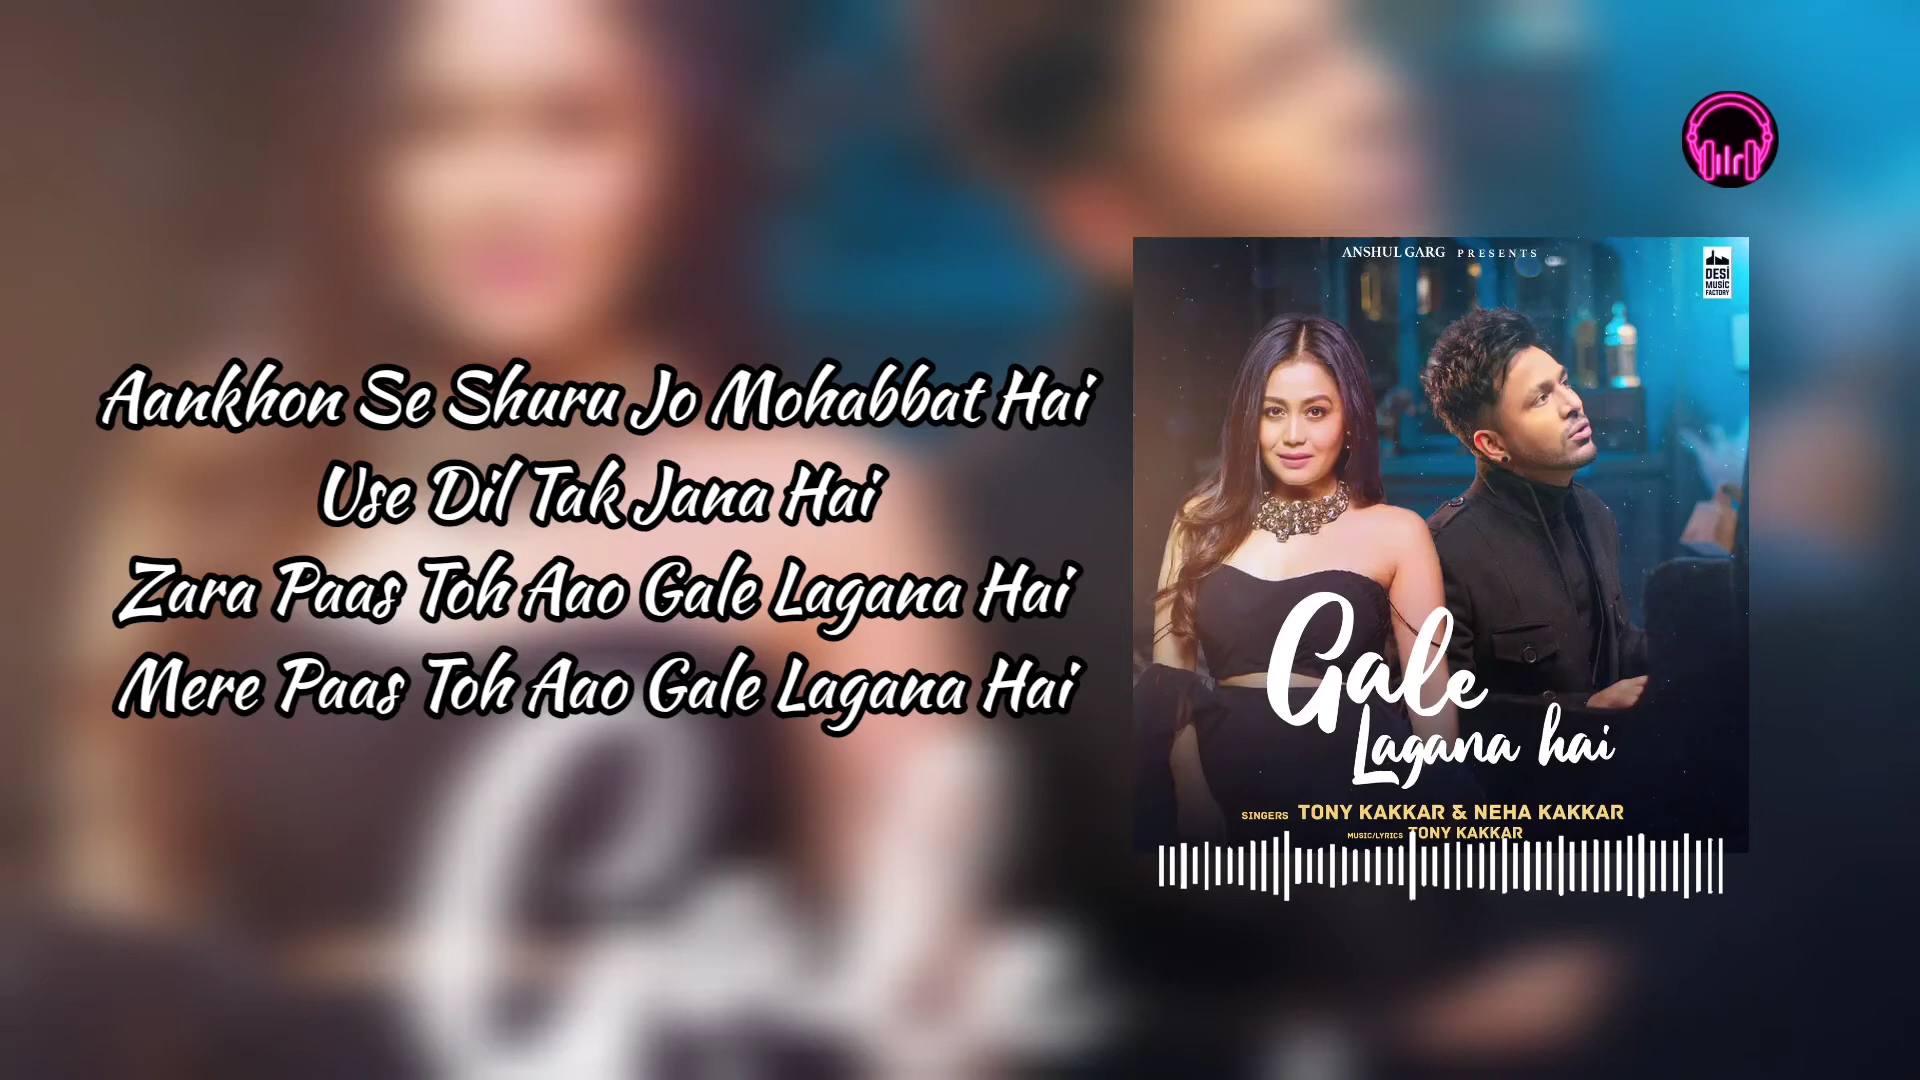 Aankhon Se Shuru Jo Mohabbat Hai
Use Dil Tak Jana Hai
Zara Paas Toh Aao Gale Lagana Hai
Mere Paas Toh Aao Gale Lagana Hai
ANSHUL GARG PRESENTS
DESI
MUSIC
FACTORY
Gale
Lagana hai
SINGERS TONY KAKKAR & NEHA KAKKAR
MUSIC/LYRICS TONY KAKKAR